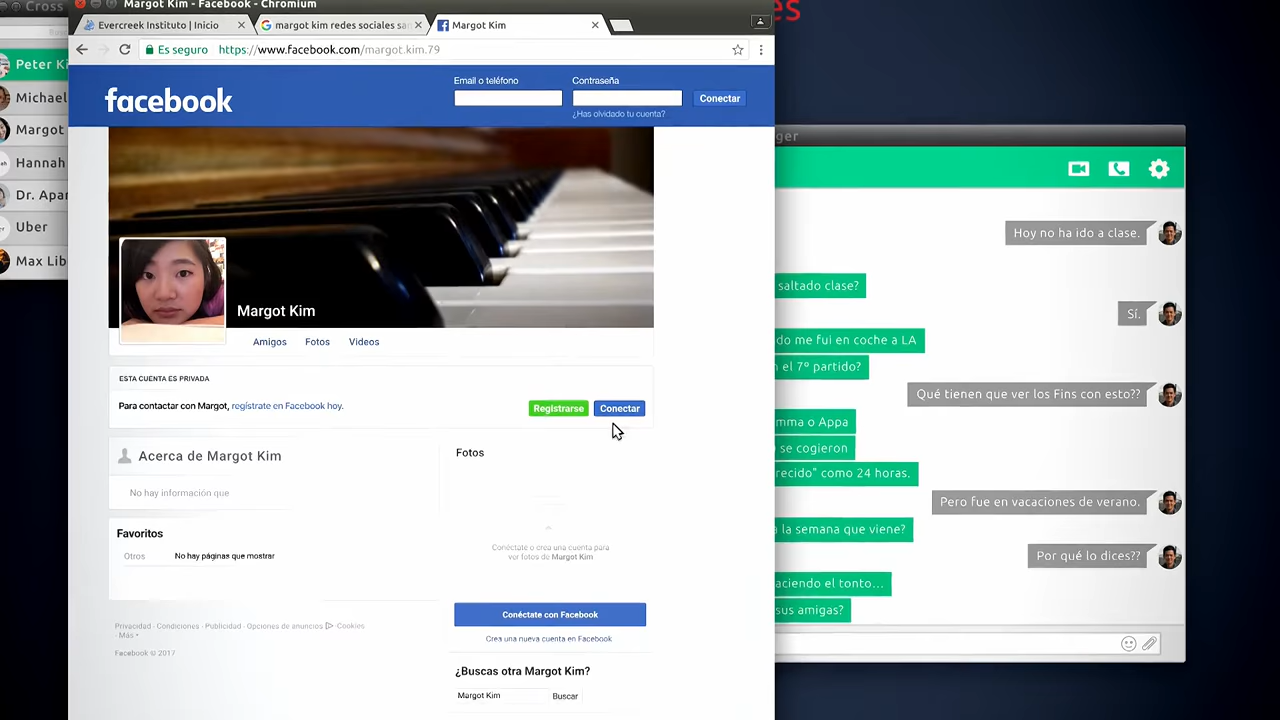 Cross
Margot Kim - Facebook - Chromium
es
Evercreek Instituto | Inicio
margot kim redes sociales san
Margot Kim
Es seguro
https://www.facebook.com/margot.kim.79
Peter Ki
Michael
Margot
Hannah
Dr. Apar
Uber
Max Lib
facebook
Email o teléfono
Contraseña
Conectar
¿Has olvidado tu cuenta?
Margot Kim
Amigos Fotos Videos
ESTA CUENTA ES PRIVADA
Para contactar con Margot, regístrate en Facebook hoy.
Registrarse
Conectar
Acerca de Margot Kim
No hay información que
Favoritos
Otros No hay páginas que mostrar
Privacidad · Condiciones · Publicidad · Opciones de anuncios Cookies
· Más
Facebook © 2017
Fotos
Conéctate o crea una cuenta para
ver fotos de Margot Kim
Conéctate con Facebook
Crea una nueva cuenta en Facebook
¿Buscas otra Margot Kim?
Margot Kim Buscar
ger
Hoy no ha ido a clase.
saltado clase?
Sí.
do me fui en coche a LA
n el 7º partido?
Qué tienen que ver los Fins con esto??
mma o Appa
se cogieron
recido" como 24 horas.
Pero fue en vacaciones de verano.
a la semana que viene?
Por qué lo dices??
aciendo el tonto...
sus amigas?